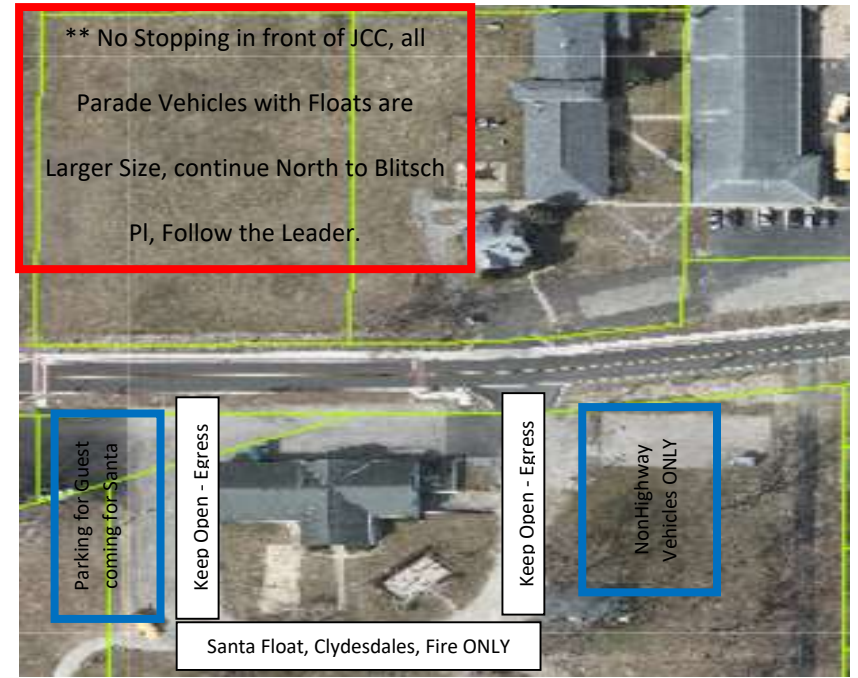 ** No Stopping in front of JCC, all
Parade Vehicles with Floats are
Larger Size, continue North to Blitsch
Pl, Follow the Leader.
Parking for Guest
coming for Santa
Keep Open - Egress
Keep Open - Egress
NonHighway
Vehicles ONLY
Santa Float, Clydesdales, Fire ONLY